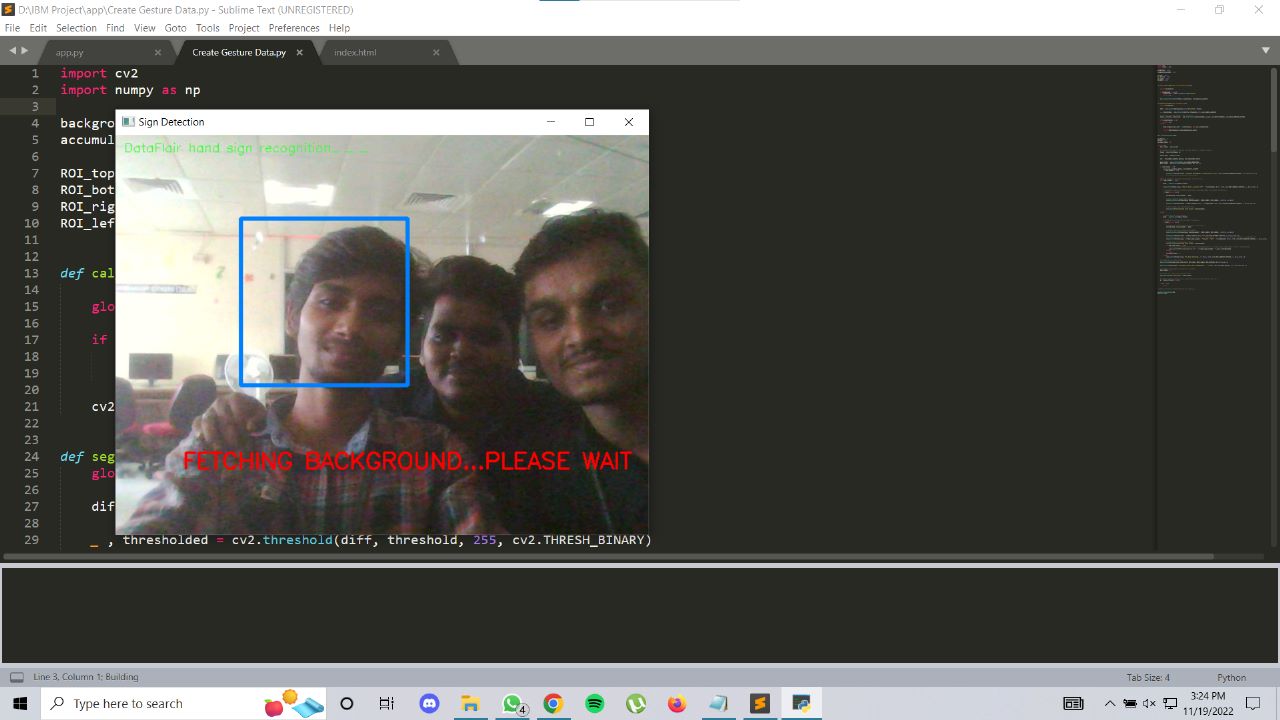 D:\IBM Project\app\Create Gesture Data.py - Sublime Text (UNREGISTERED)
File Edit Selection Find View Goto Tools Project Preferences Help
app.py Create Gesture Data.py index.html
1 import cv2
2 import numpy as np
3
4 backgro
5
6
7
8 ROI_bot
9
10
11
12
13 def cal
14
15 glo
16
17 if
18
19
20
21 cv2
22
23
24 def seg
25 glo
26
27 dif
28
29 _ , thresholded = cv2.threshold(diff, threshold, 255, cv2.THRESH_BINARY)
Sign Detection
DataFlair hand sign recognition_ _ _
FETCHING BACKGROUND...PLEASE WAIT
Line 3, Column 1; Building Tab Size: 4 Python
Type here to search
4
3:24 PM
11/19/2022